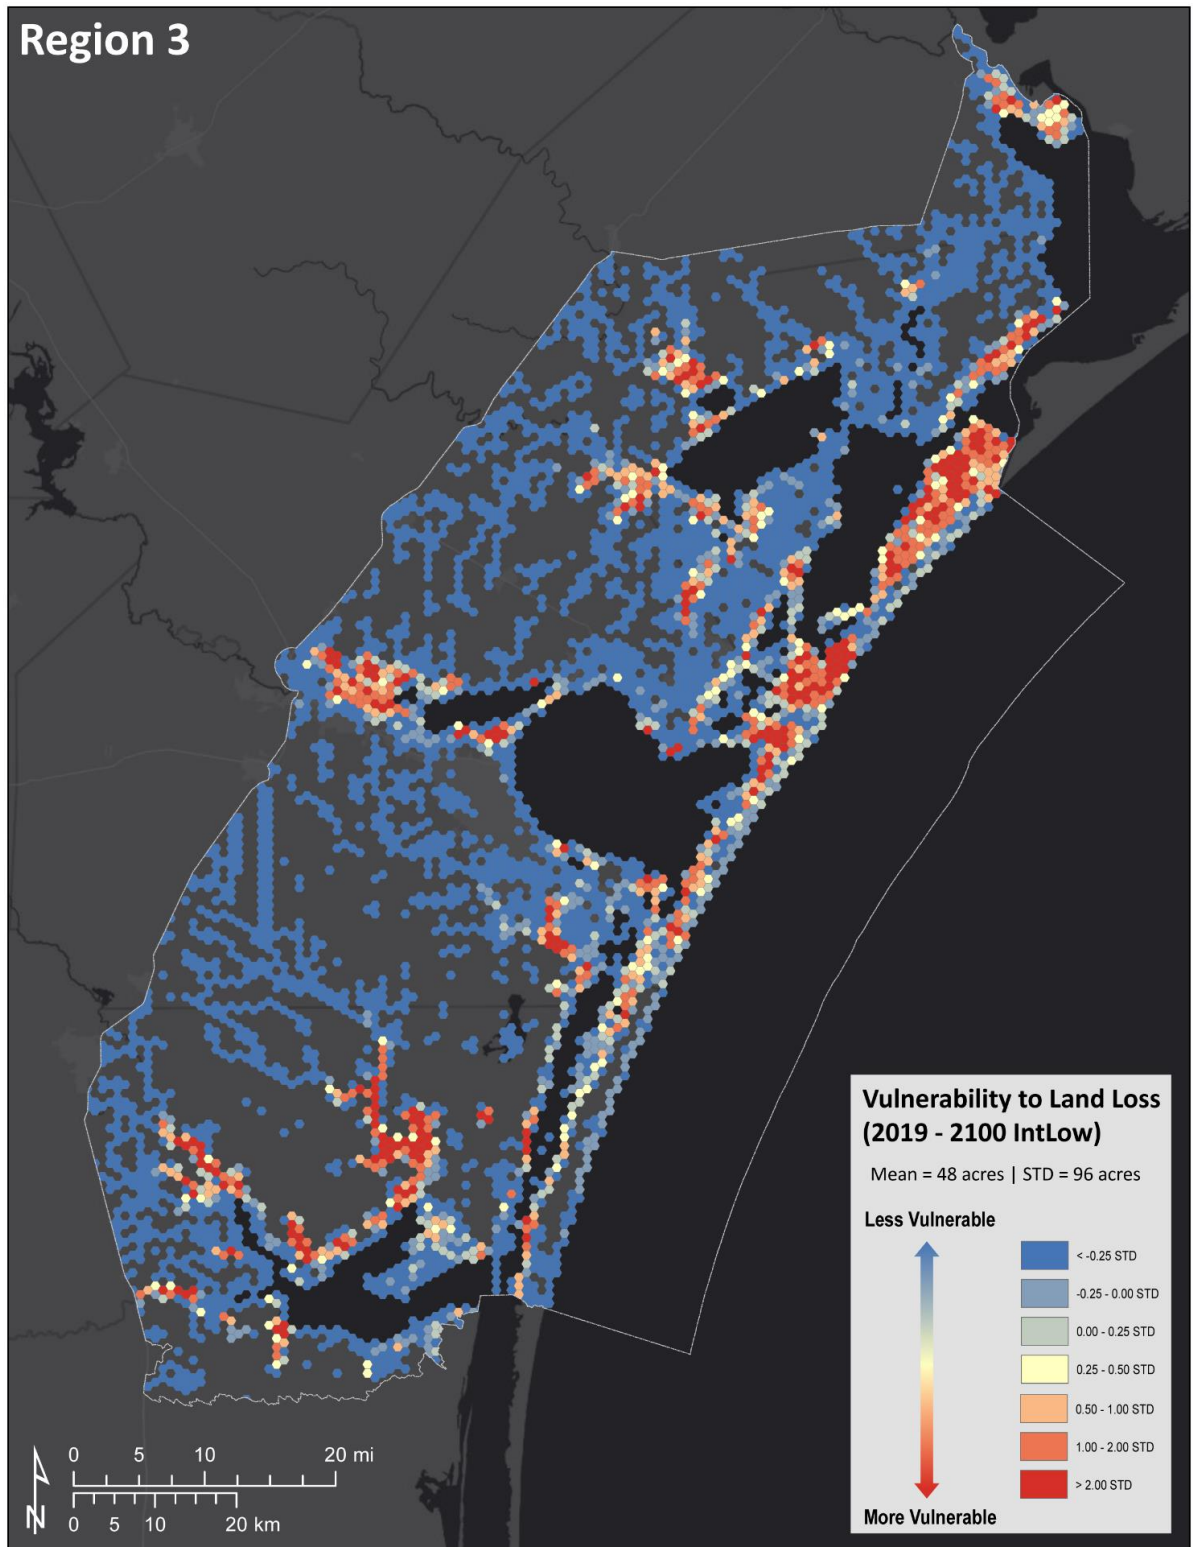 Region 3
Vulnerability to Land Loss
(2019 - 2100 IntLow)
Mean = 48 acres | STD = 96 acres
Less Vulnerable
< -0.25 STD
-0.25 - 0.00 STD
0.00 - 0.25 STD
0.25 - 0.50 STD
0.50 - 1.00 STD
1.00 - 2.00 STD
> 2.00 STD
More Vulnerable
0 5 10 20 mi
0 5 10 20 km
N